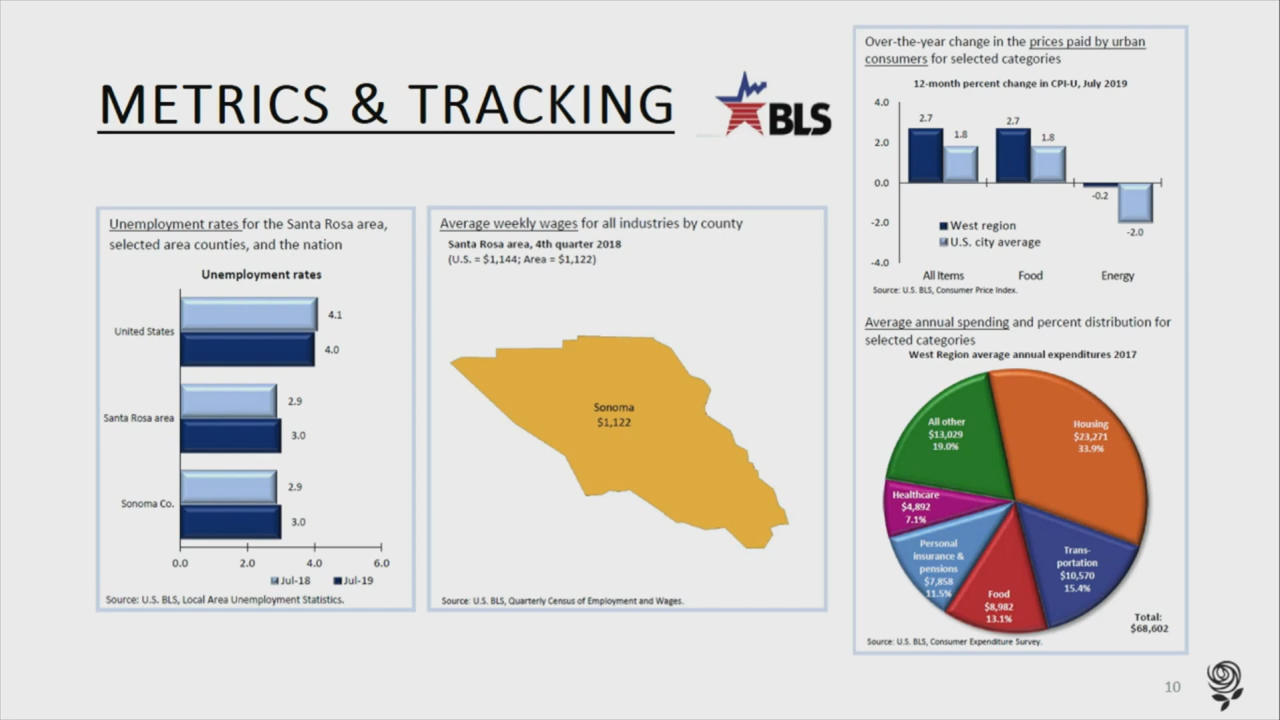 METRICS & TRACKING
BLS
Unemployment rates for the Santa Rosa area,
selected area counties, and the nation
Unemployment rates
United States
4.1
4.0
Santa Rosa area
2.9
3.0
Sonoma Co.
2.9
3.0
0.0 2.0 4.0 6.0
Jul-18 Jul-19
Source: U.S. BLS, Local Area Unemployment Statistics.
Average weekly wages for all industries by county
Santa Rosa area, 4th quarter 2018
(U.S. = $1,144; Area = $1,122)
Sonoma
$1,122
Source: U.S. BLS, Quarterly Census of Employment and Wages.
Over-the-year change in the prices paid by urban
consumers for selected categories
12-month percent change in CPI-U, July 2019
4.0
2.0
0.0
-2.0
-4.0
2.7
1.8
2.7
1.8
-0.2
-2.0
West region
U.S. city average
All Items Food Energy
Source: U.S. BLS, Consumer Price Index.
Average annual spending and percent distribution for
selected categories
West Region average annual expenditures 2017
All other
$13,029
19.0%
Housing
$23,271
33.9%
Healthcare
$4,892
7.1%
Personal
insurance &
pensions
$7,858
11.5%
Food
$8,982
13.1%
Trans-
portation
$10,570
15.4%
Total:
$68,602
Source: U.S. BLS, Consumer Expenditure Survey.
10